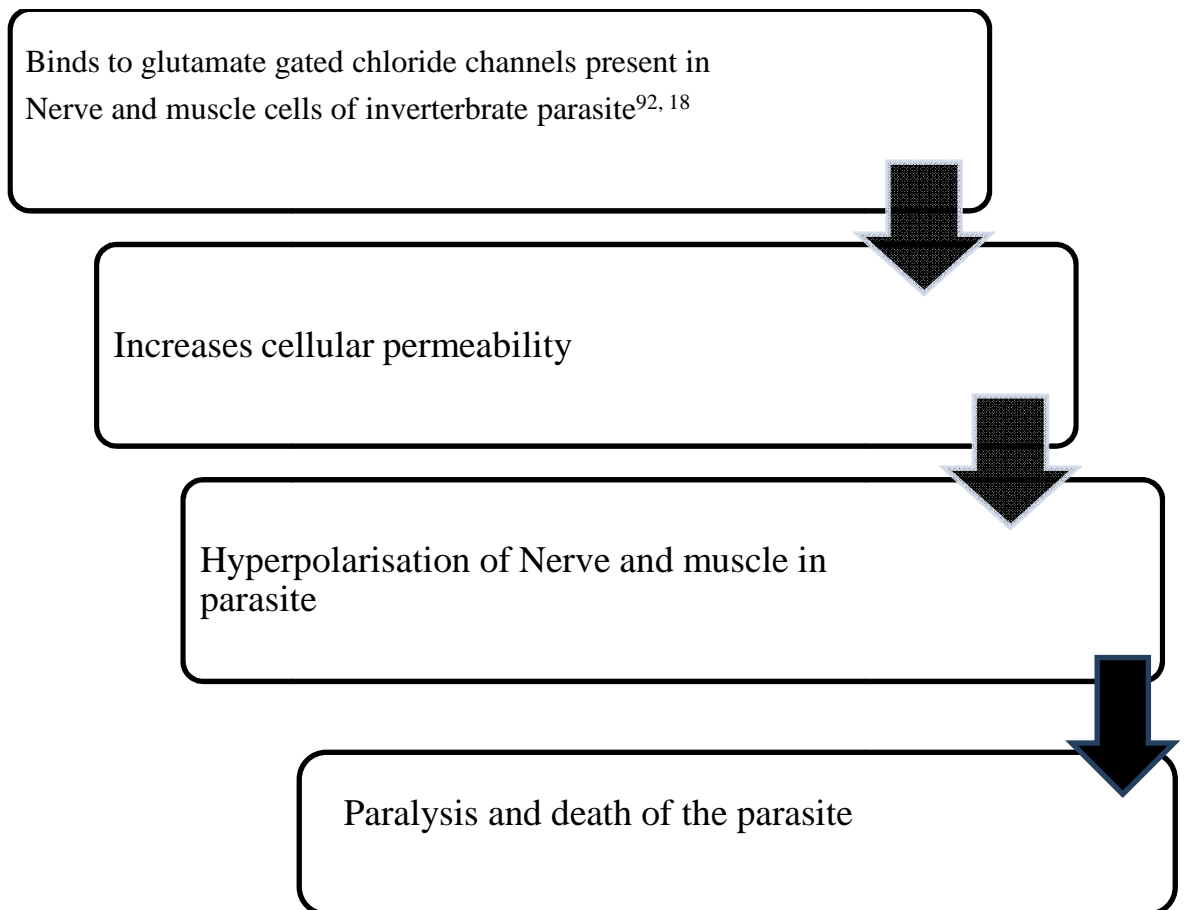 Binds to glutamate gated chloride channels present in
Nerve and muscle cells of inverterbrate parasite92, 18
Increases cellular permeability
Hyperpolarisation of Nerve and muscle in
parasite
Paralysis and death of the parasite